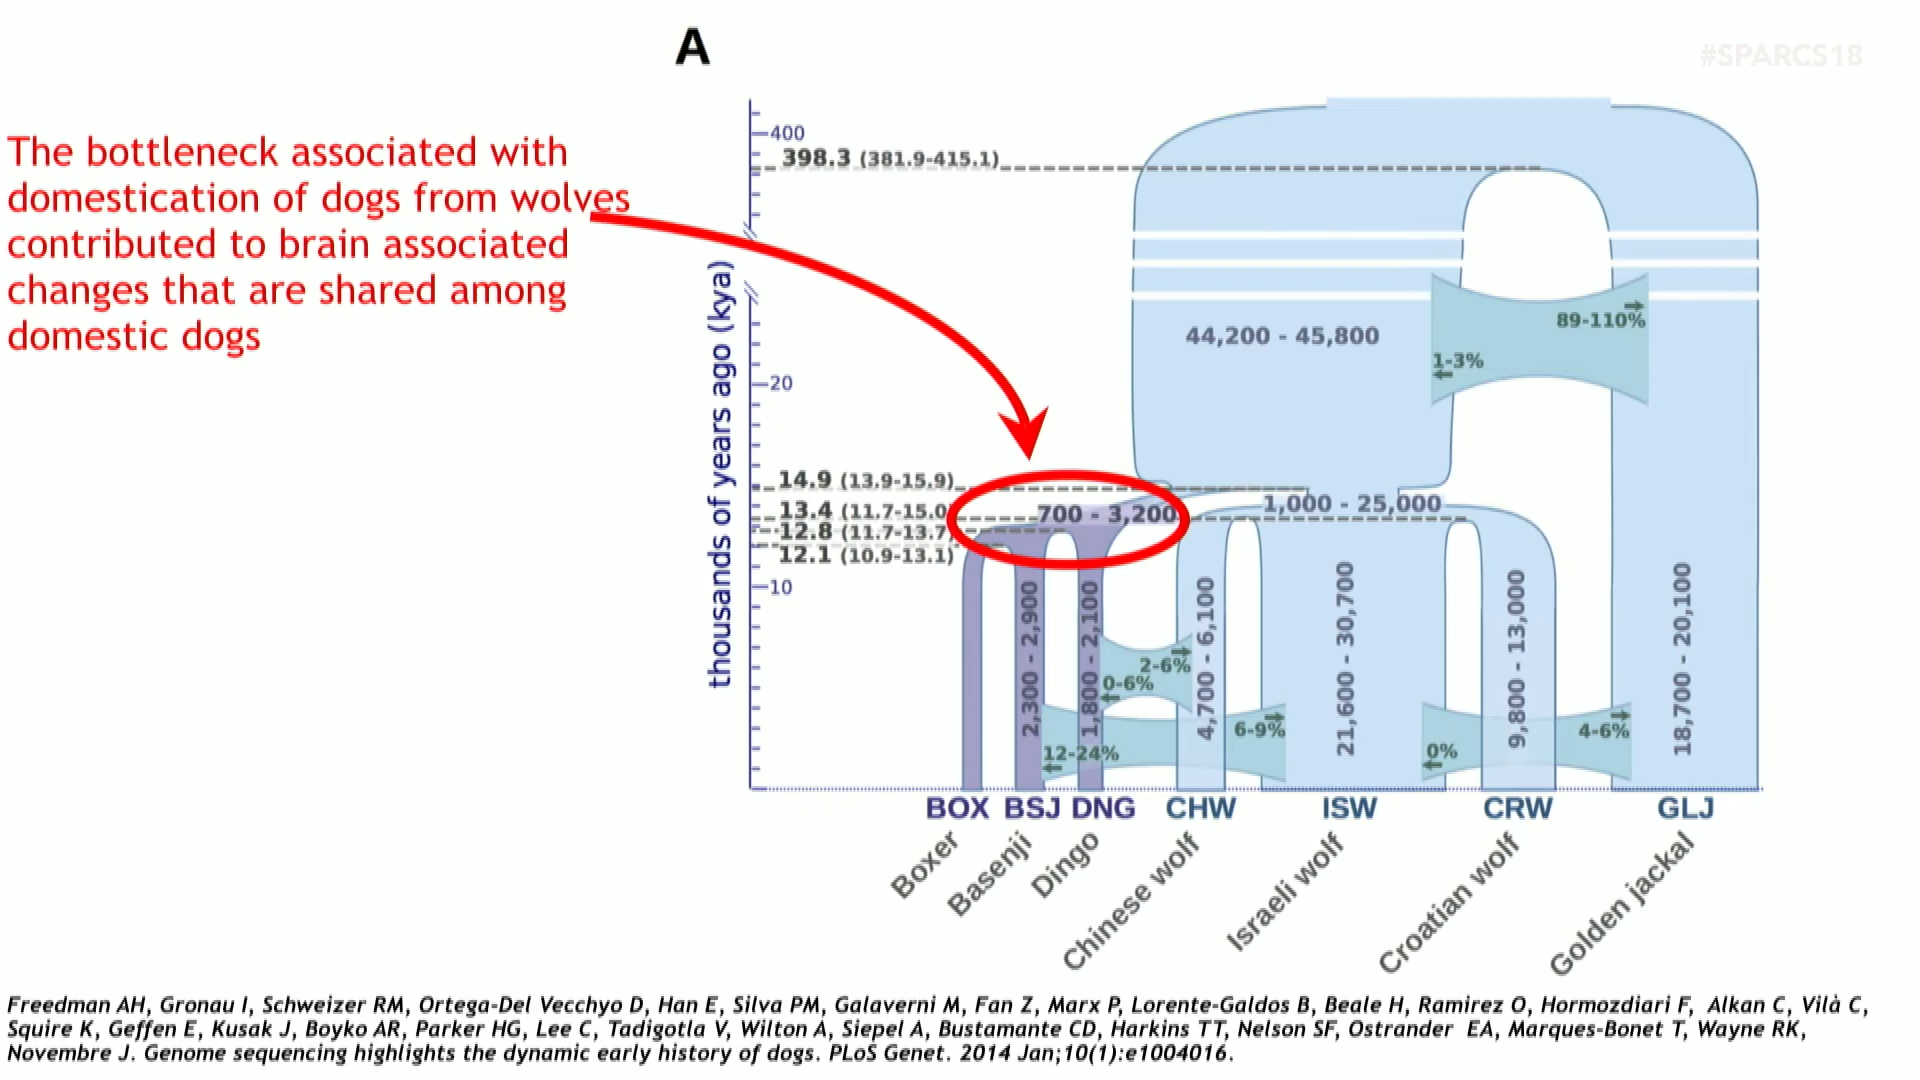 A
#SPARCS18
The bottleneck associated with
domestication of dogs from wolves
contributed to brain associated
changes that are shared among
domestic dogs
thousands of years ago (kya)
400
398.3 (381.9-415.1)
20
14.9 (13.9-15.9)
13.4 (11.7-15.0)
12.8 (11.7-13.7)
12.1 (10.9-13.1)
10
44,200 - 45,800
89-110%
1-3%
700 - 3,200
1,000 - 25,000
2,300 - 2,900
1,800 - 2,100
4,700 - 6,100
21,600 - 30,700
9,800 - 13,000
18,700 - 20,100
2-6%
0-6%
6-9%
12-24%
4-6%
0%
BOX BSJ DNG CHW ISW CRW GLJ
Boxer
Basenji
Dingo
Chinese wolf
Israeli wolf
Croatian wolf
Golden jackal
Freedman AH, Gronau I, Schweizer RM, Ortega-Del Vecchyo D, Han E, Silva PM, Galaverni M, Fan Z, Marx P, Lorente-Galdos B, Beale H, Ramirez O, Hormozdiari F, Alkan C, Vilà C,
Squire K, Geffen E, Kusak J, Boyko AR, Parker HG, Lee C, Tadigotla V, Wilton A, Siepel A, Bustamante CD, Harkins TT, Nelson SF, Ostrander EA, Marques-Bonet T, Wayne RK,
Novembre J. Genome sequencing highlights the dynamic early history of dogs. PLoS Genet. 2014 Jan;10(1):e1004016.